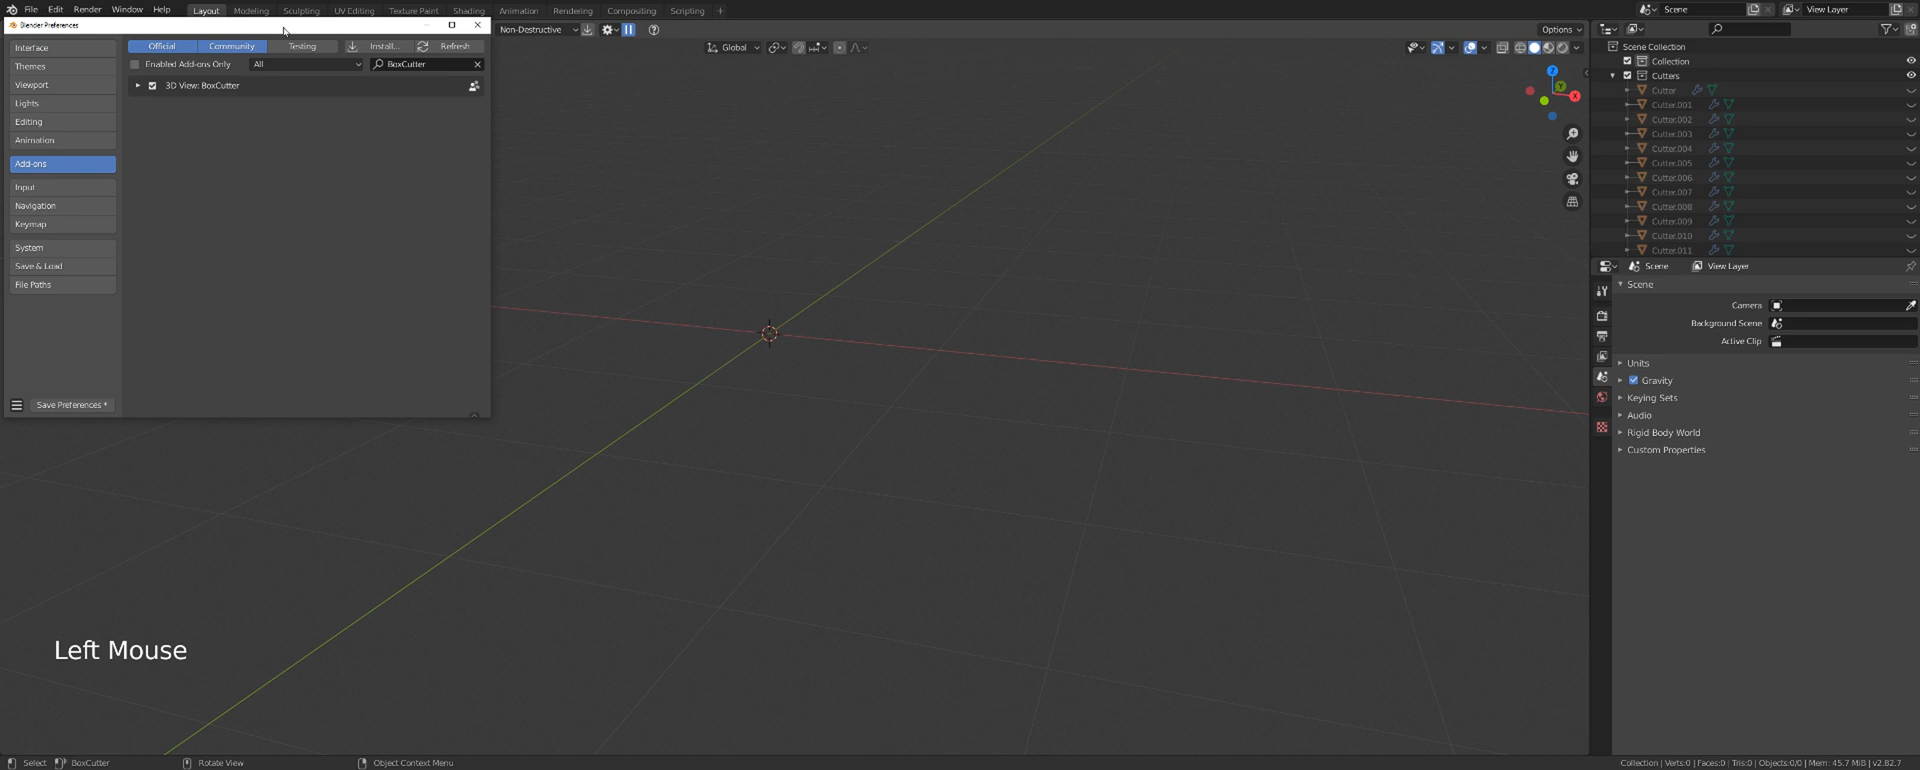 File Edit Render Window Help Layout Modeling Sculpting UV Editing Texture Paint Shading Animation Rendering Compositing Scripting + Scene View Layer
Blender Preferences
Non-Destructive Options
Official Community Testing Install... Refresh
Enabled Add-ons Only All BoxCutter
3D View: BoxCutter
Interface
Themes
Viewport
Lights
Editing
Animation
Add-ons
Input
Navigation
Keymap
System
Save & Load
File Paths
Save Preferences *
Global
Z
Y
X
Left Mouse
Scene Collection
Collection
Cutters
Cutter
Cutter.001
Cutter.002
Cutter.003
Cutter.004
Cutter.005
Cutter.006
Cutter.007
Cutter.008
Cutter.009
Cutter.010
Cutter.011
Scene View Layer
Scene
Camera
Background Scene
Active Clip
Units
Gravity
Keying Sets
Audio
Rigid Body World
Custom Properties
Select BoxCutter Rotate View Object Context Menu Collection | Verts:0 | Faces:0 | Tris:0 | Objects:0/0 | Mem: 45.7 MiB | v2.82.7